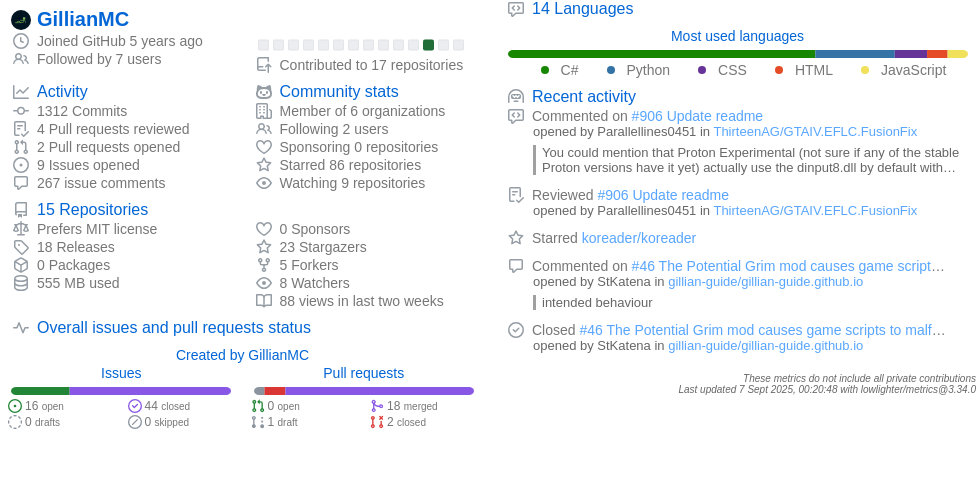 GillianMC
Joined GitHub 5 years ago
Followed by 7 users
Contributed to 17 repositories
Activity
1312 Commits
4 Pull requests reviewed
2 Pull requests opened
9 Issues opened
267 issue comments
Community stats
Member of 6 organizations
Following 2 users
Sponsoring 0 repositories
Starred 86 repositories
Watching 9 repositories
15 Repositories
Prefers MIT license
18 Releases
0 Packages
555 MB used
0 Sponsors
23 Stargazers
5 Forkers
8 Watchers
88 views in last two weeks
Overall issues and pull requests status
Created by GillianMC
Issues
16 open
44 closed
0 drafts
0 skipped
Pull requests
0 open
18 merged
1 draft
2 closed
14 Languages
Most used languages
C# Python CSS HTML JavaScript
Recent activity
Commented on #906 Update readme
opened by Parallellines0451 in ThirteenAG/GTAIV.EFLC.FusionFix
You could mention that Proton Experimental (not sure if any of the stable
Proton versions have it yet) actually use the dinput8.dll by default with…
Reviewed #906 Update readme
opened by Parallellines0451 in ThirteenAG/GTAIV.EFLC.FusionFix
Starred koreader/koreader
Commented on #46 The Potential Grim mod causes game script…
opened by StKatena in gillian-guide/gillian-guide.github.io
intended behaviour
Closed #46 The Potential Grim mod causes game scripts to malf…
opened by StKatena in gillian-guide/gillian-guide.github.io
These metrics do not include all private contributions
Last updated 7 Sept 2025, 00:20:48 with lowlighter/metrics@3.34.0